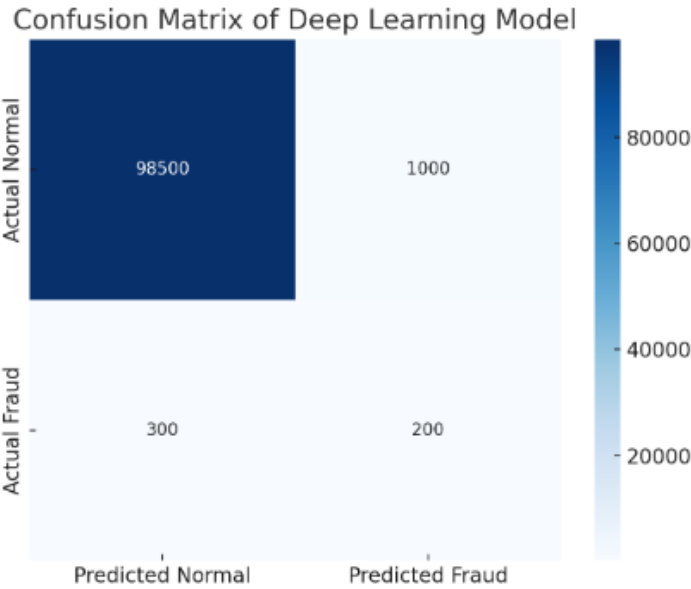 Confusion Matrix of Deep Learning Model
Actual Normal
98500
1000
80000
60000
40000
Actual Fraud
300
200
20000
Predicted Normal
Predicted Fraud